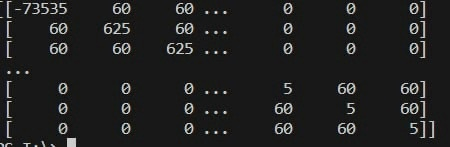 [[-73535 60 60 ... 0 0 0]
[ 60 625 60 ... 0 0 0]
[ 60 60 625 ... 0 0 0]
...
[ 0 0 0 ... 5 60 60]
[ 0 0 0 ... 60 5 60]
[ 0 0 0 ... 60 60 5]]